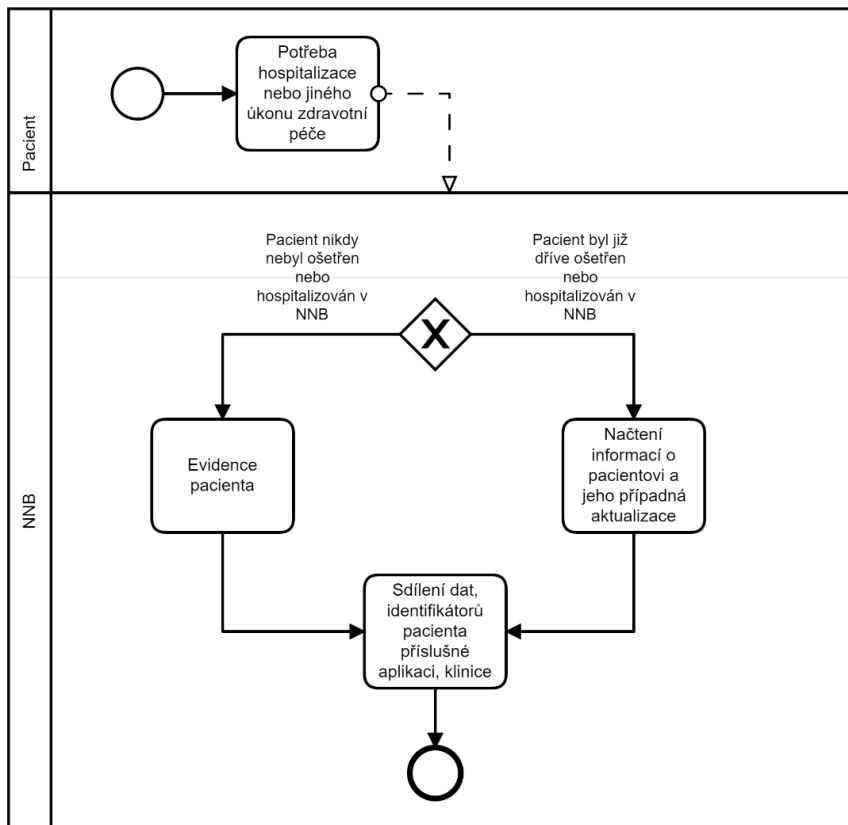 Pacient
Potřeba
hospitalizace
nebo jiného
úkonu zdravotní
péče
NNB
Pacient nikdy
nebyl ošetřen
nebo
hospitalizován v
NNB
Pacient byl již
dříve ošetřen
nebo
hospitalizován v
NNB
X
Evidence
pacienta
Načtení
informací o
pacientovi a
jeho případná
aktualizace
Sdílení dat,
identifikátorů
pacienta
příslušné
aplikaci, klinice